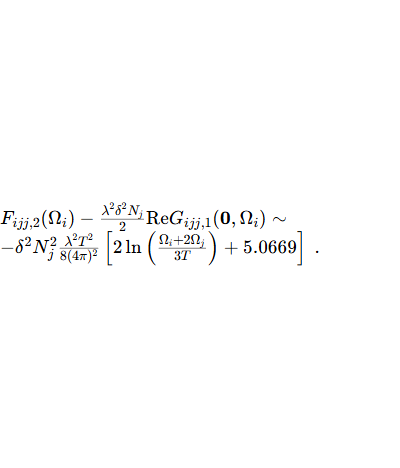 $F_{ijj,2}(\Omega_i) - \frac{\lambda^2 \delta^2 N_j}{2} \mathrm{Re} G_{ijj,1}(\mathbf{0}, \Omega_i) \sim$
$-\delta^2 N_j^2 \frac{\lambda^2 T^2}{8(4\pi)^2} \left[ 2 \ln \left( \frac{\Omega_i + 2\Omega_j}{3T} \right) + 5.0669 \right] \ .$